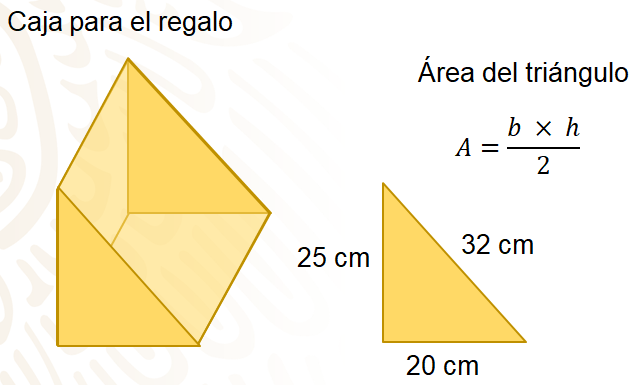 Caja para el regalo
Área del triángulo
A = b × h / 2
25 cm
32 cm
20 cm